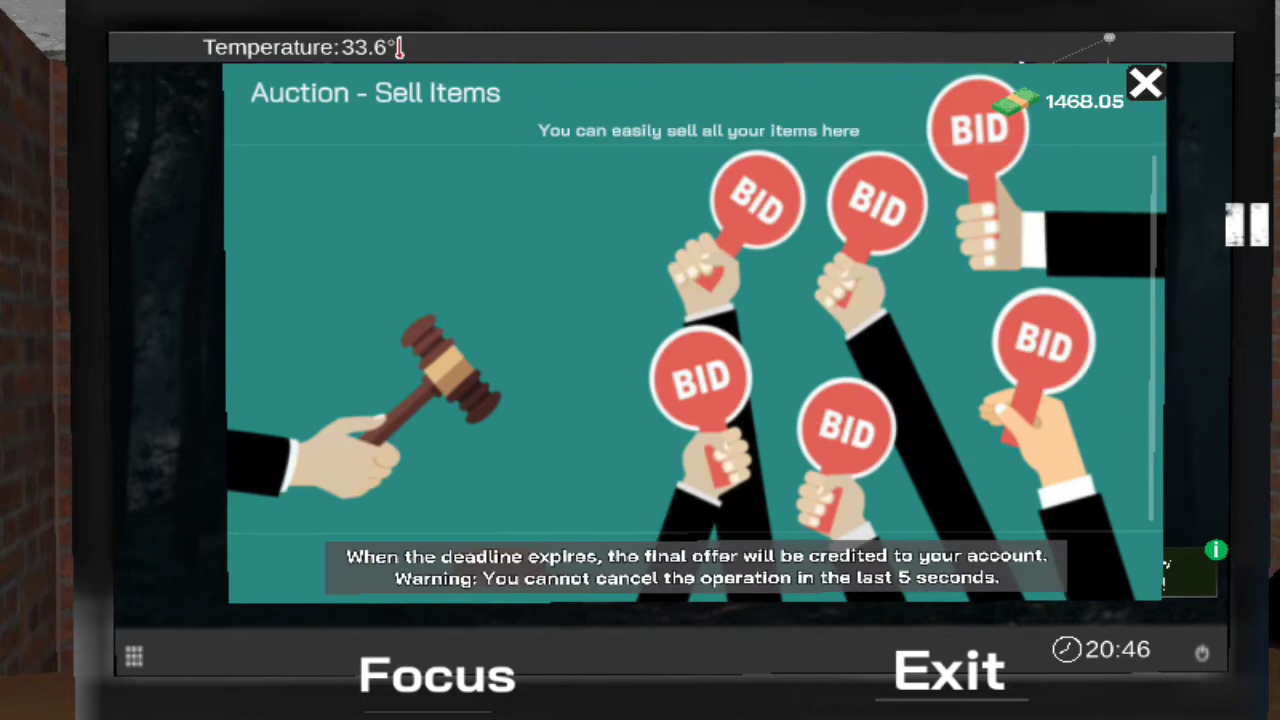 Temperature: 33.6°
Auction - Sell Items
1468.05
You can easily sell all your items here
BID
BID
BID
BID
BID
BID
When the deadline expires, the final offer will be credited to your account.
Warning: You cannot cancel the operation in the last 5 seconds.
i
Focus
Exit
20:46